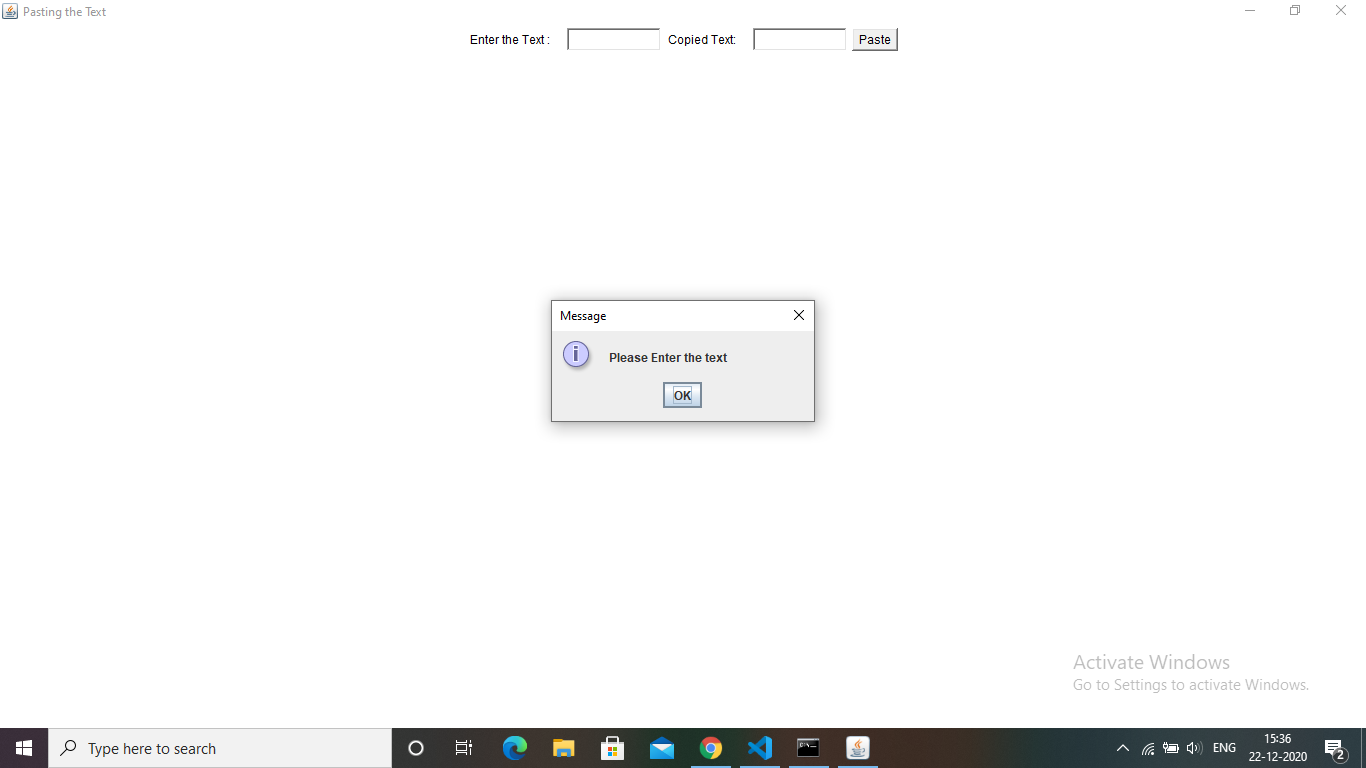 Pasting the Text
Enter the Text : Copied Text: Paste
Message
Please Enter the text
OK
Activate Windows
Go to Settings to activate Windows.
Type here to search
ENG
15:36
22-12-2020
2